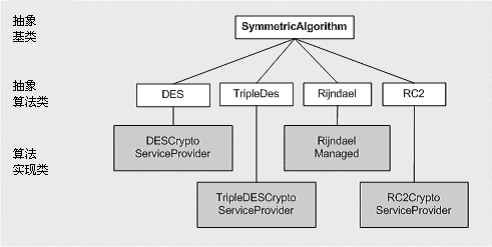 抽象
基类
SymmetricAlgorithm
抽象
算法类
DES
TripleDes
Rijndael
RC2
算法
实现类
DESCrypto
ServiceProvider
Rijndael
Managed
TripleDESCrypto
ServiceProvider
RC2Crypto
ServiceProvider